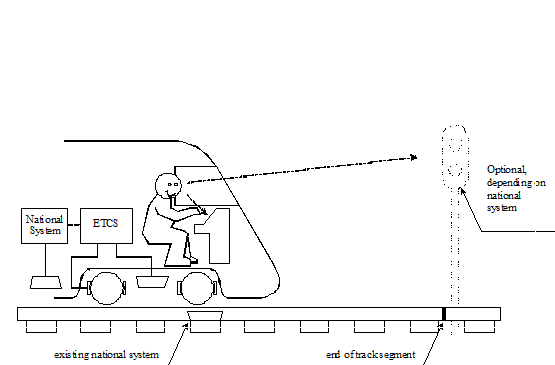 Optional,
depending on
national
system
National
System
ETCS
existing national system
end of track segment